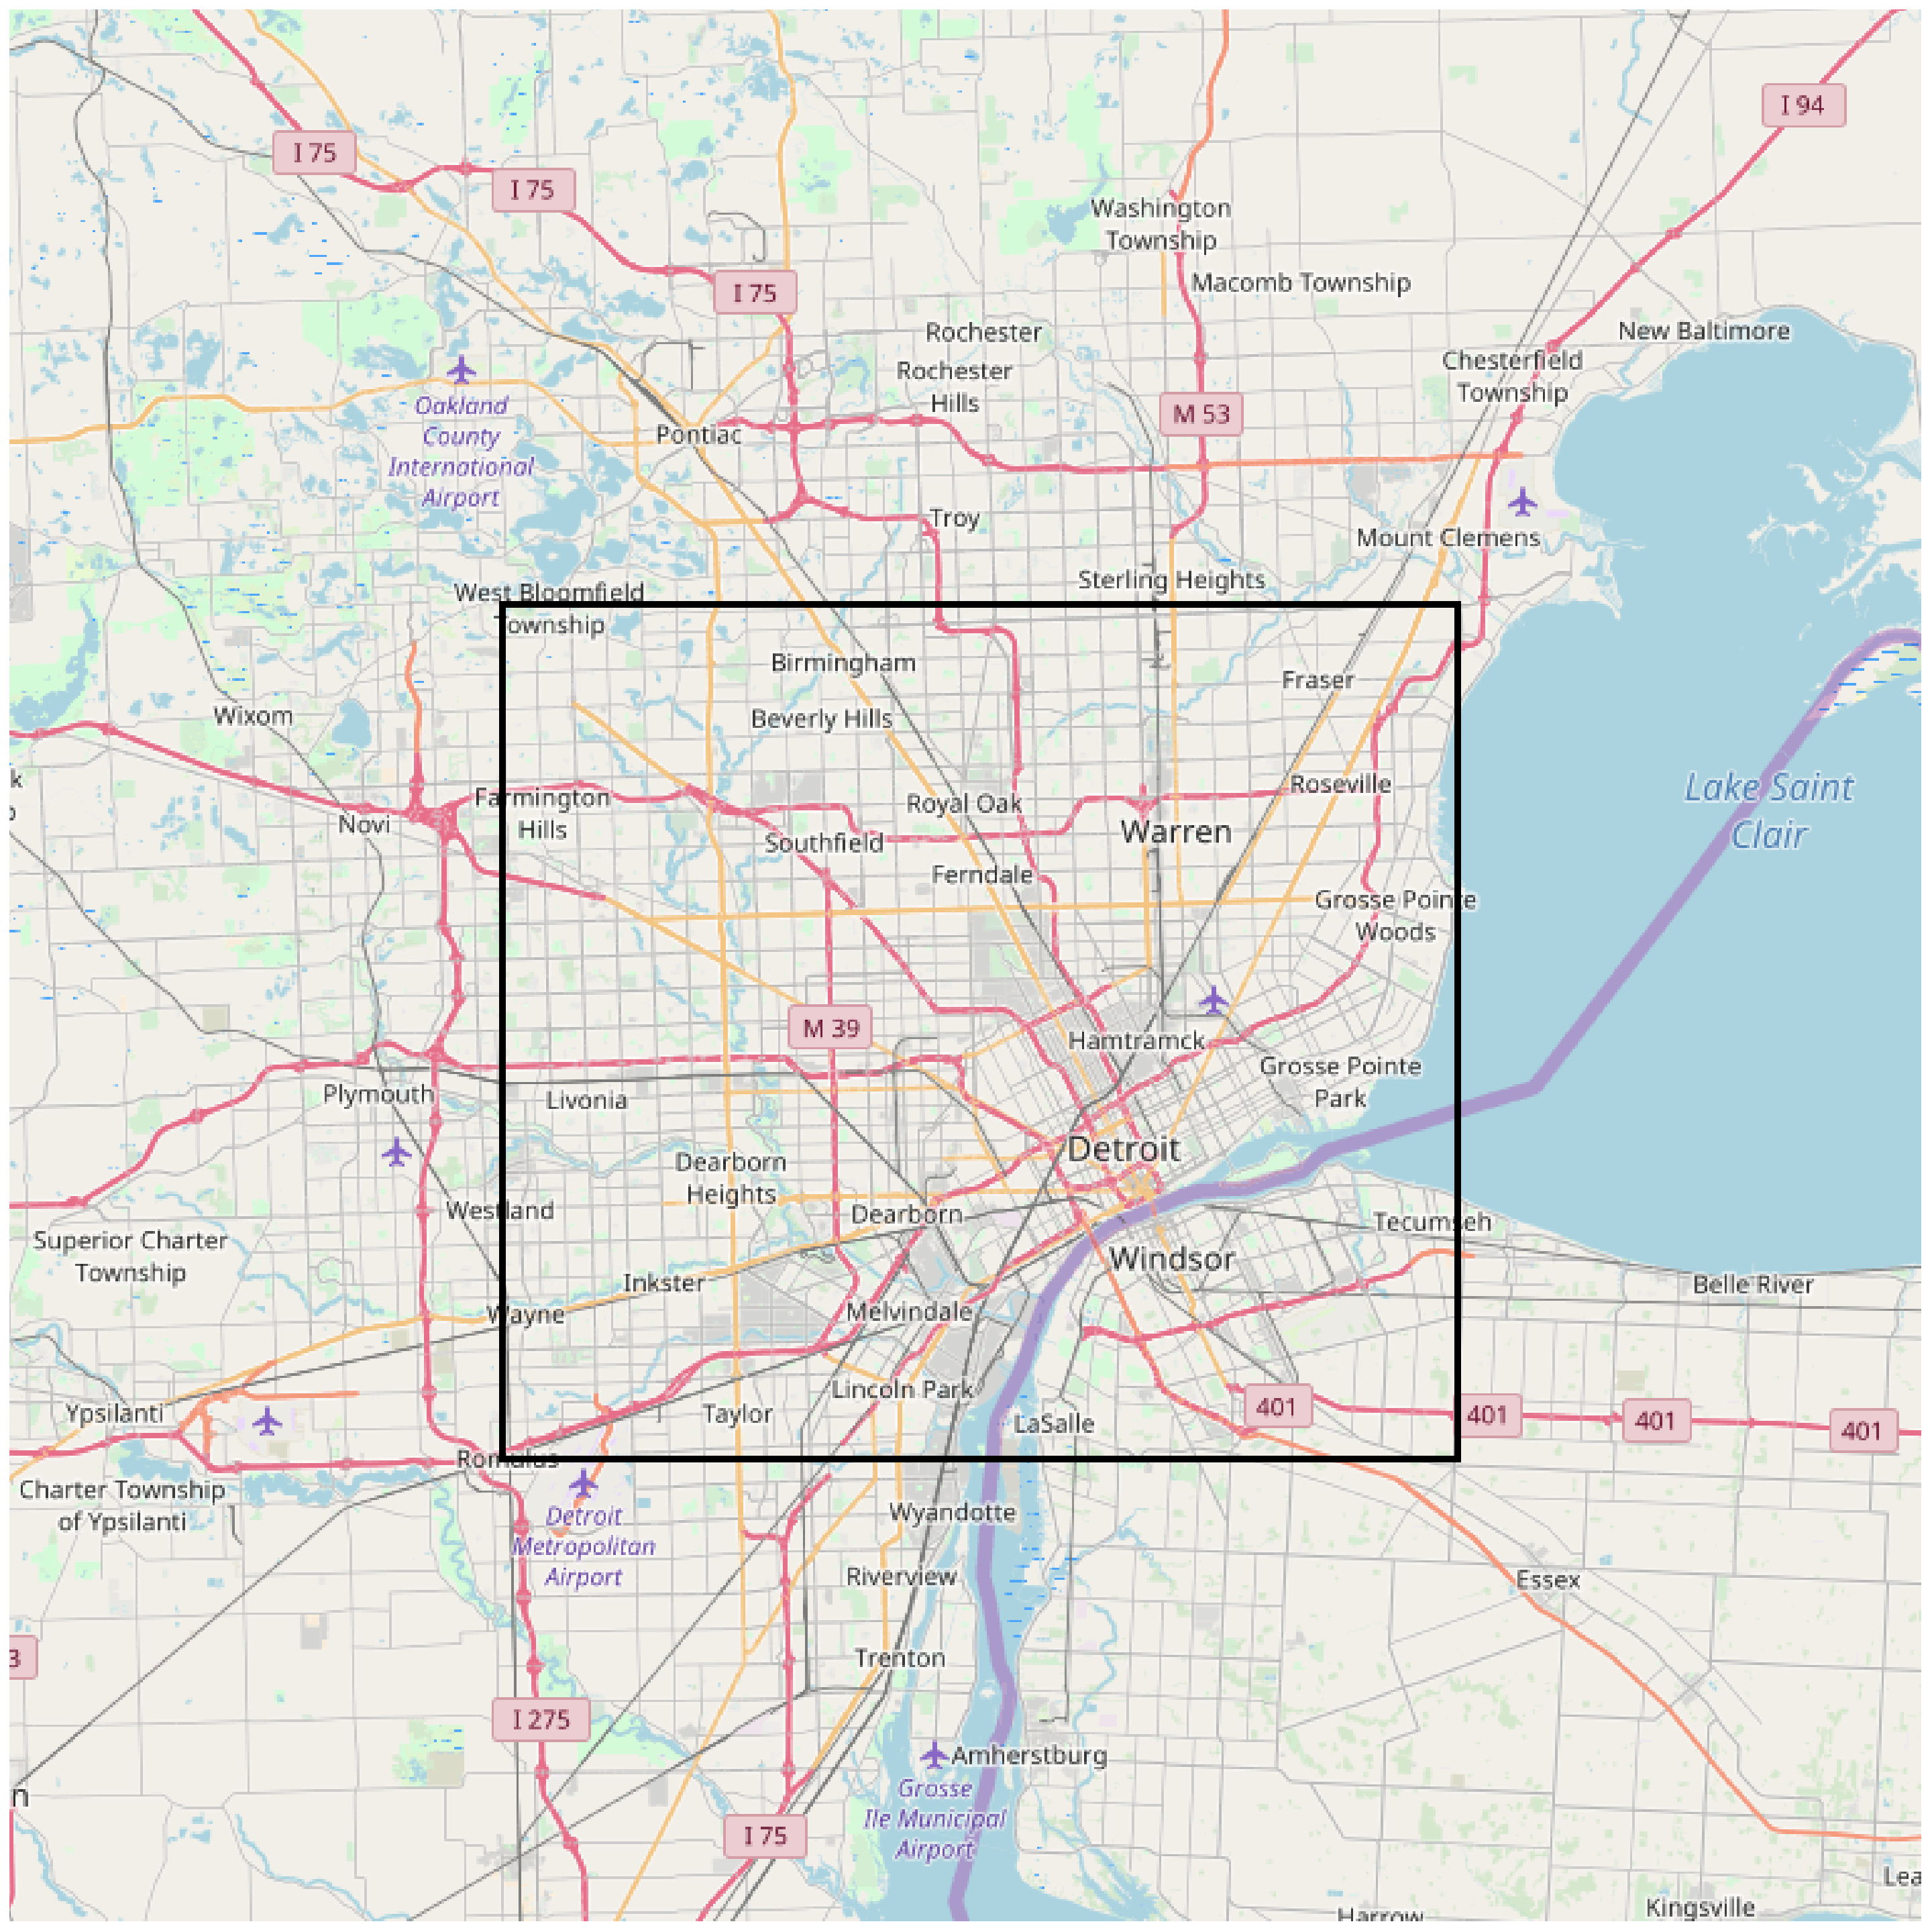 I 94
I 75
I 75
Washington
Township
Macomb Township
I 75
Rochester
New Baltimore
Chesterfield
Township
Rochester
Hills
Oakland
County
International
Airport
M 53
Pontiac
Troy
Mount Clemens
Sterling Heights
West Bloomfield
Township
Birmingham
Fraser
Wixom
Beverly Hills
k
Roseville
Lake Saint
Clair
Farmington
Hills
Royal Oak
Novi
Warren
Southfield
Ferndale
Grosse Pointe
Woods
M 39
Hamtramck
Grosse Pointe
Park
Plymouth
Livonia
Detroit
Dearborn
Heights
Westland
Dearborn
Tecumseh
Superior Charter
Township
Windsor
Inkster
Belle River
Wayne
Melvindale
Lincoln Park
401
401
401
401
Ypsilanti
Taylor
LaSalle
Romulus
Charter Township
of Ypsilanti
Detroit
Metropolitan
Airport
Wyandotte
Riverview
Essex
3
Trenton
I 275
Amherstburg
Grosse
Ile Municipal
Airport
n
I 75
Lea
Kingsville
Harrow